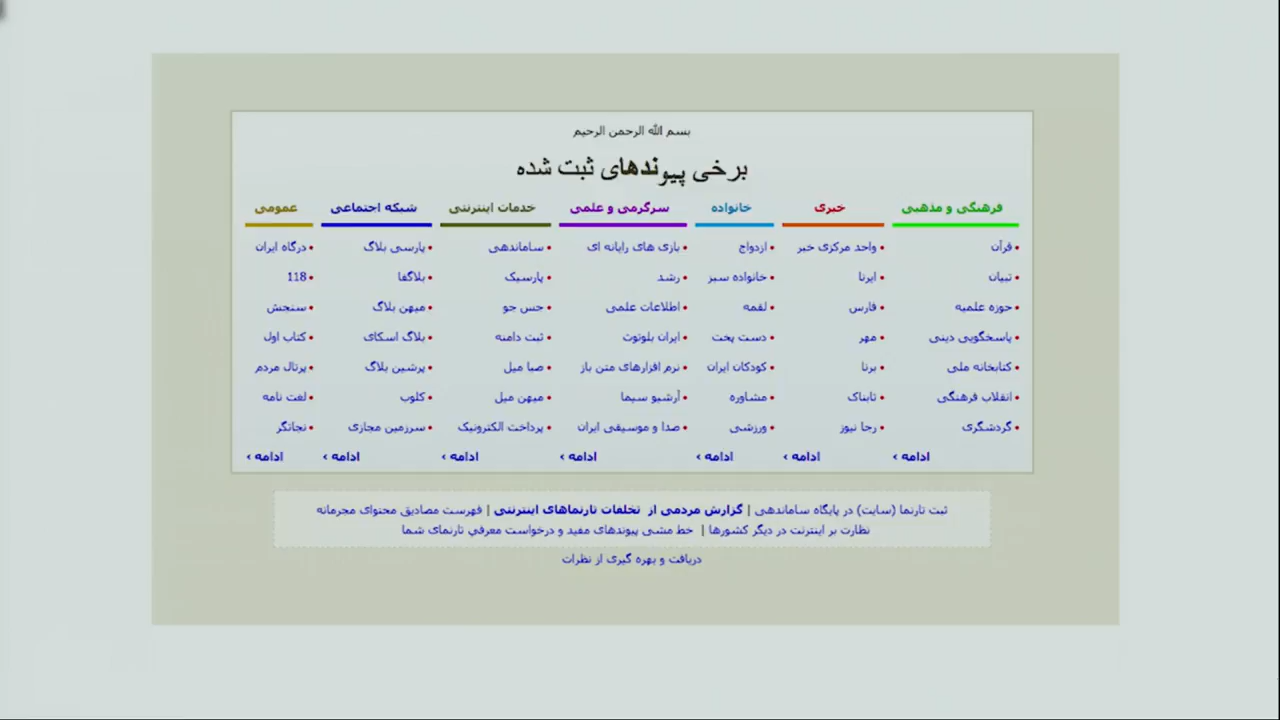 بسم الله الرحمن الرحیم
برخی پیوندهای ثبت شده
فرهنگی و مذهبی خبری خانواده سرگرمی و علمی خدمات اینترنتی شبکه اجتماعی عمومی
• قرآن • واحد مرکزی خبر • ازدواج • بازی های رایانه ای • ساماندهی • پارسی بلاگ • درگاه ایران
• تبیان • ایرنا • خانواده سبز • رشد • پارسیک • بلاگفا • 118
• حوزه علمیه • فارس • لقمه • اطلاعات علمی • جس جو • میهن بلاگ • سنجش
• پاسخگویی دینی • مهر • دست پخت • ایران بلوتوث • ثبت دامنه • بلاگ اسکای • کتاب اول
• کتابخانه ملی • برنا • کودکان ایران • نرم افزارهای متن باز • صبا میل • پرشین بلاگ • پرتال مردم
• انقلاب فرهنگی • تابناک • مشاوره • آرشیو سیما • میهن میل • کلوب • لغت نامه
• گردشگری • رجا نیوز • ورزشی • صدا و موسیقی ایران • پرداخت الکترونیک • سرزمین مجازی • نجاتگر
ادامه › ادامه › ادامه › ادامه › ادامه › ادامه › ادامه ›
ثبت تارنما (سایت) در پایگاه ساماندهی | گزارش مردمی از تخلفات تارنماهای اینترنتی | فهرست مصادیق محتوای مجرمانه
نظارت بر اینترنت در دیگر کشورها | خط مشی پیوندهای مفید و درخواست معرفی تارنمای شما
دریافت و بهره گیری از نظرات